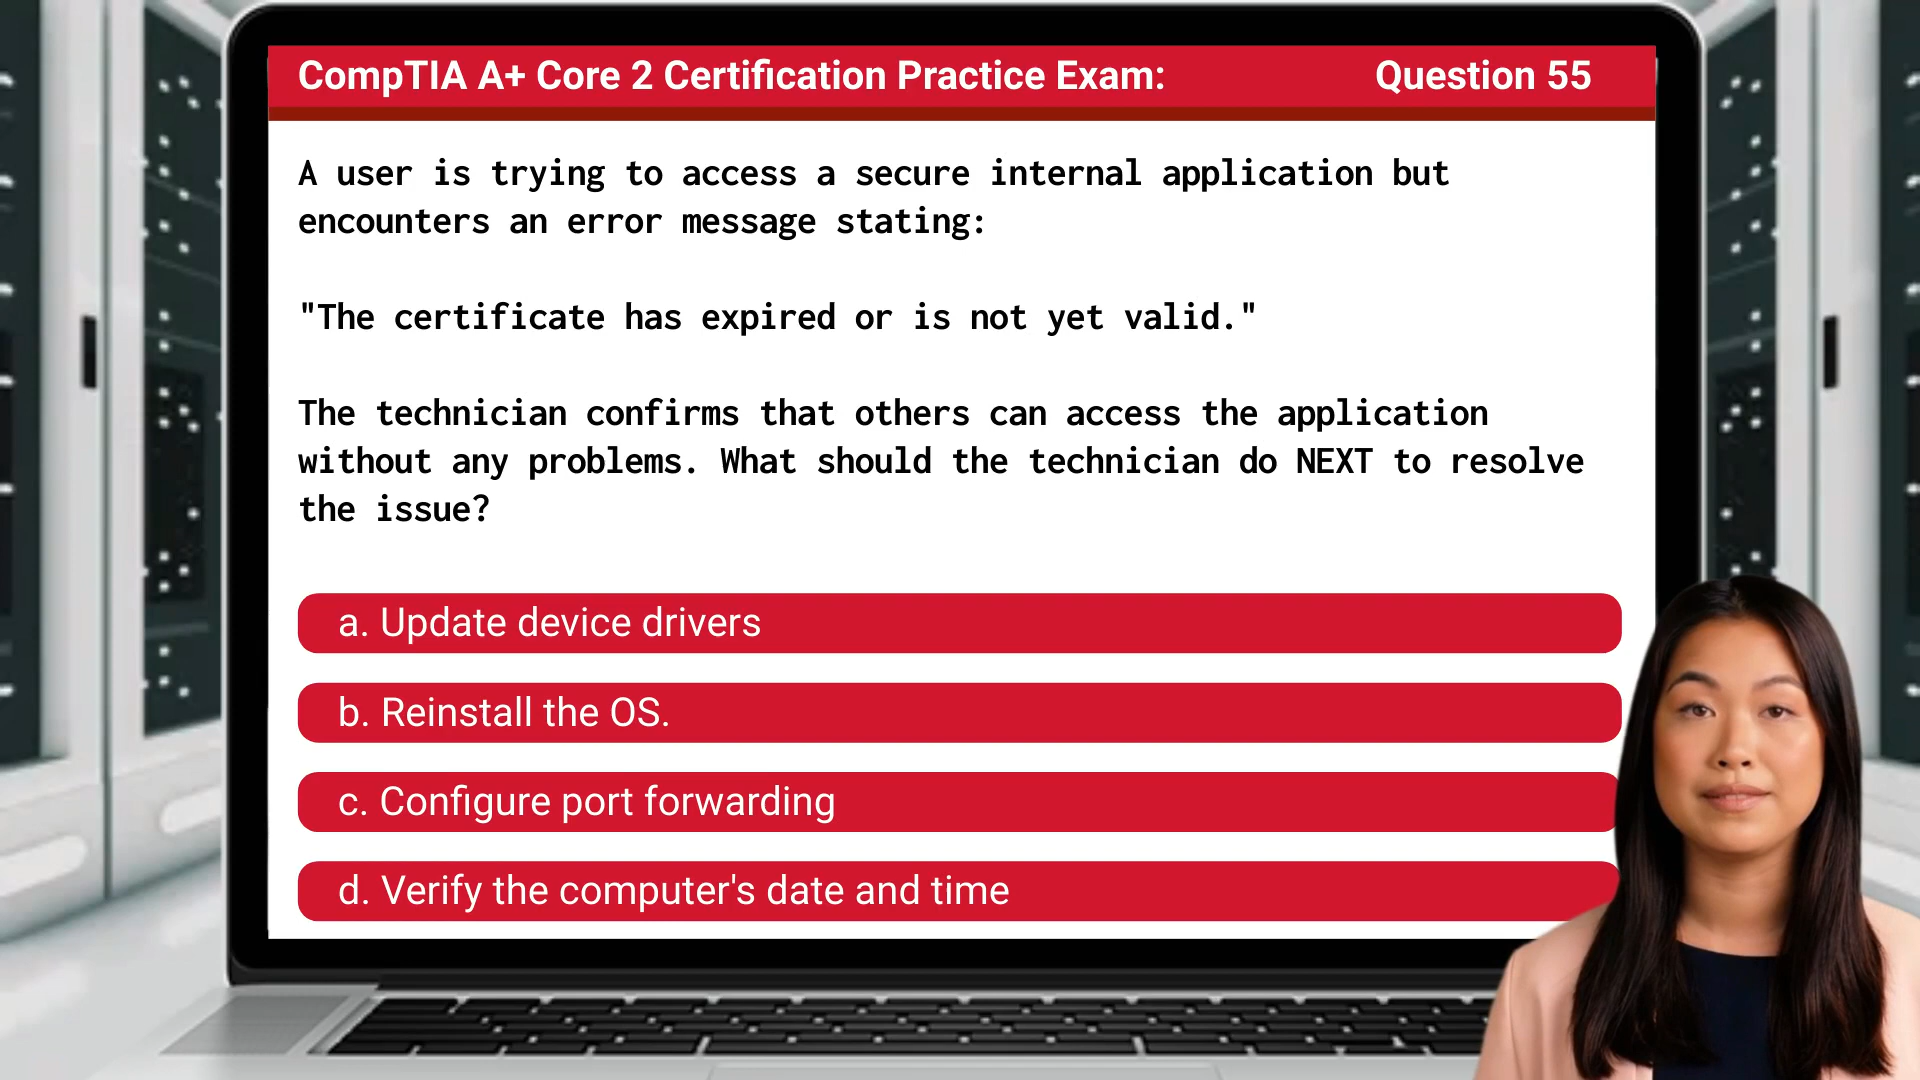 CompTIA A+ Core 2 Certification Practice Exam: Question 55
A user is trying to access a secure internal application but
encounters an error message stating:
"The certificate has expired or is not yet valid."
The technician confirms that others can access the application
without any problems. What should the technician do NEXT to resolve
the issue?
a. Update device drivers
b. Reinstall the OS.
c. Configure port forwarding
d. Verify the computer's date and time